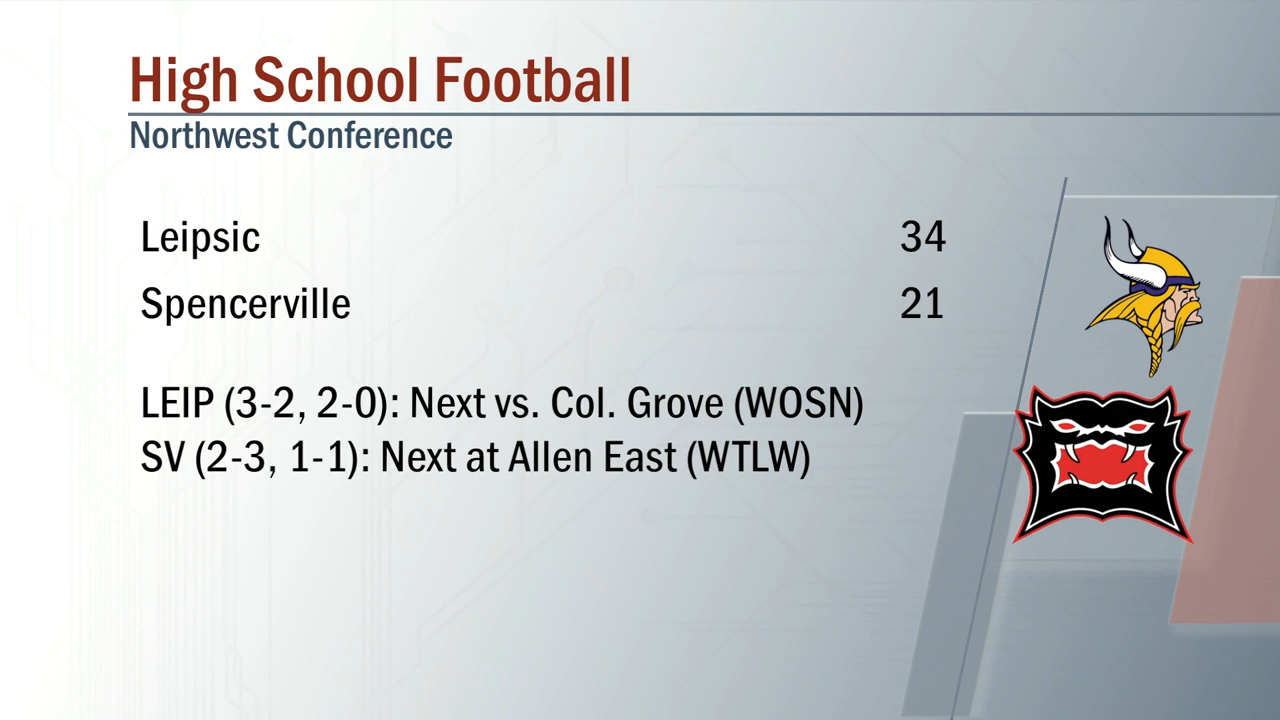 High School Football
Northwest Conference
Leipsic 34
Spencerville 21
LEIP (3-2, 2-0): Next vs. Col. Grove (WOSN)
SV (2-3, 1-1): Next at Allen East (WTLW)